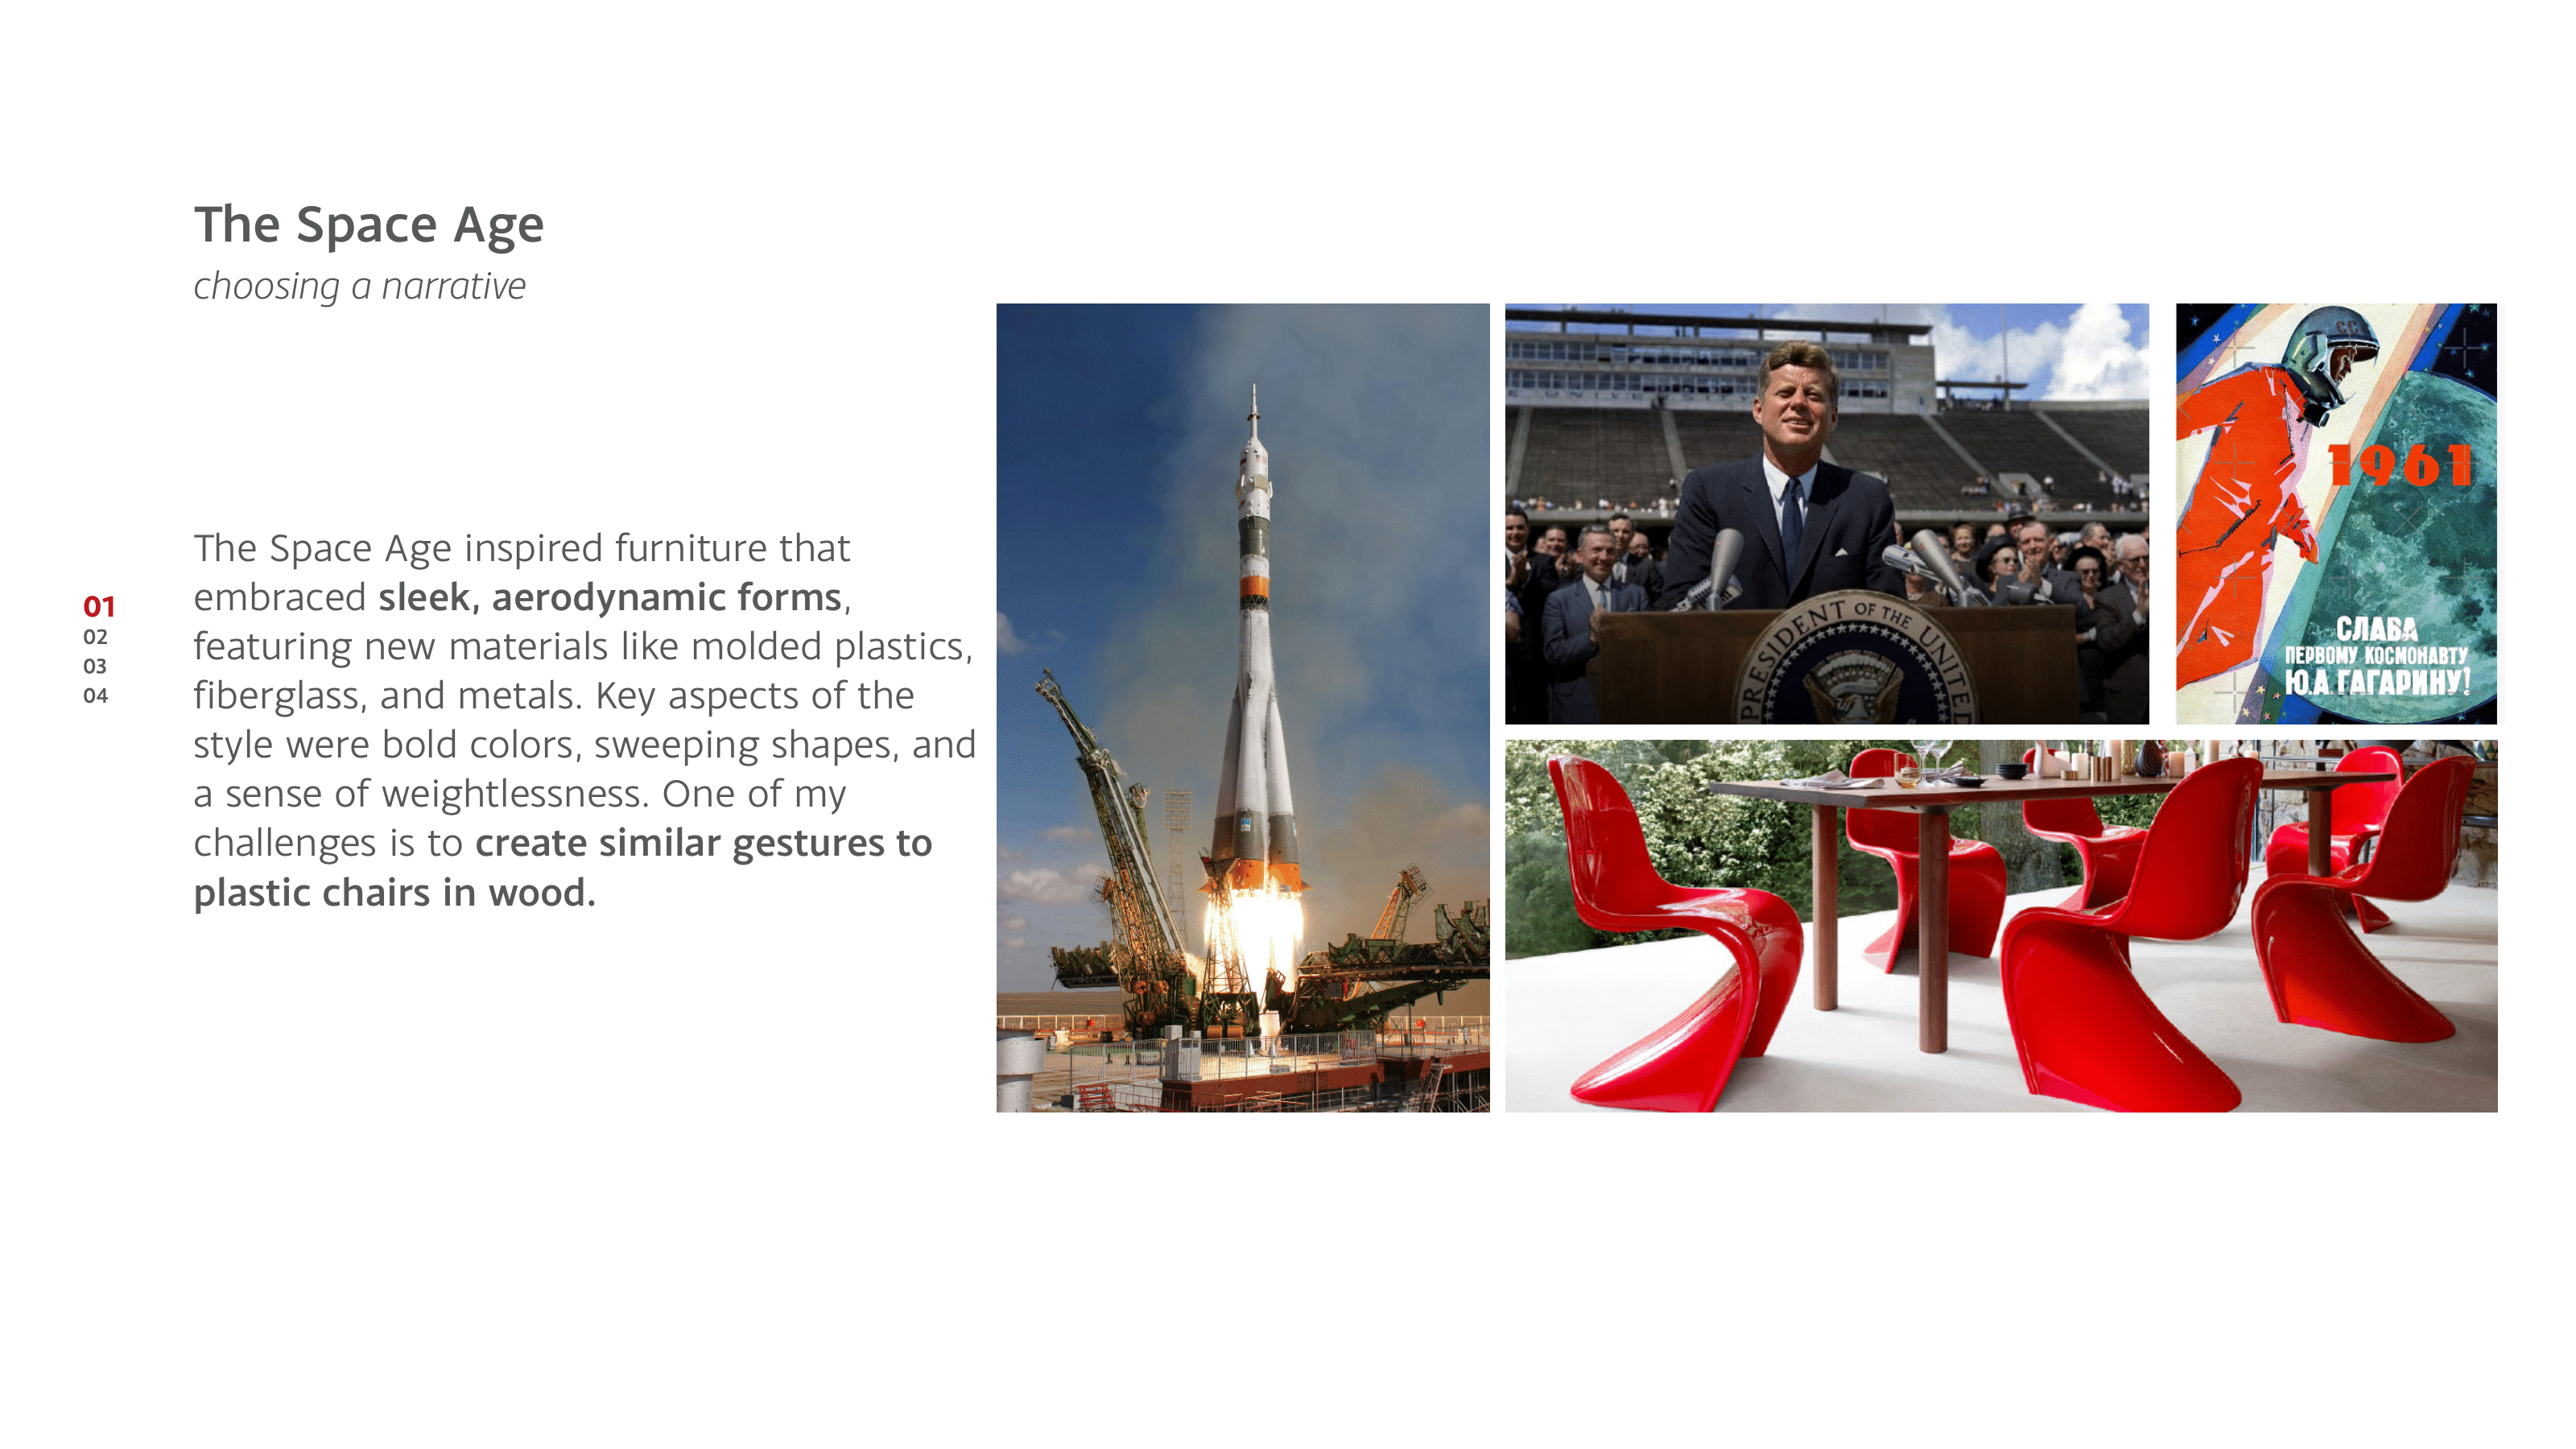 The Space Age
choosing a narrative
The Space Age inspired furniture that
embraced sleek, aerodynamic forms,
featuring new materials like molded plastics,
fiberglass, and metals. Key aspects of the
style were bold colors, sweeping shapes, and
a sense of weightlessness. One of my
challenges is to create similar gestures to
plastic chairs in wood.
01
02
03
04
PRESIDENT OF THE UNITED
1961
СЛАВА
ПЕРВОМУ КОСМОНАВТУ
Ю.А ГАГАРИНУ!